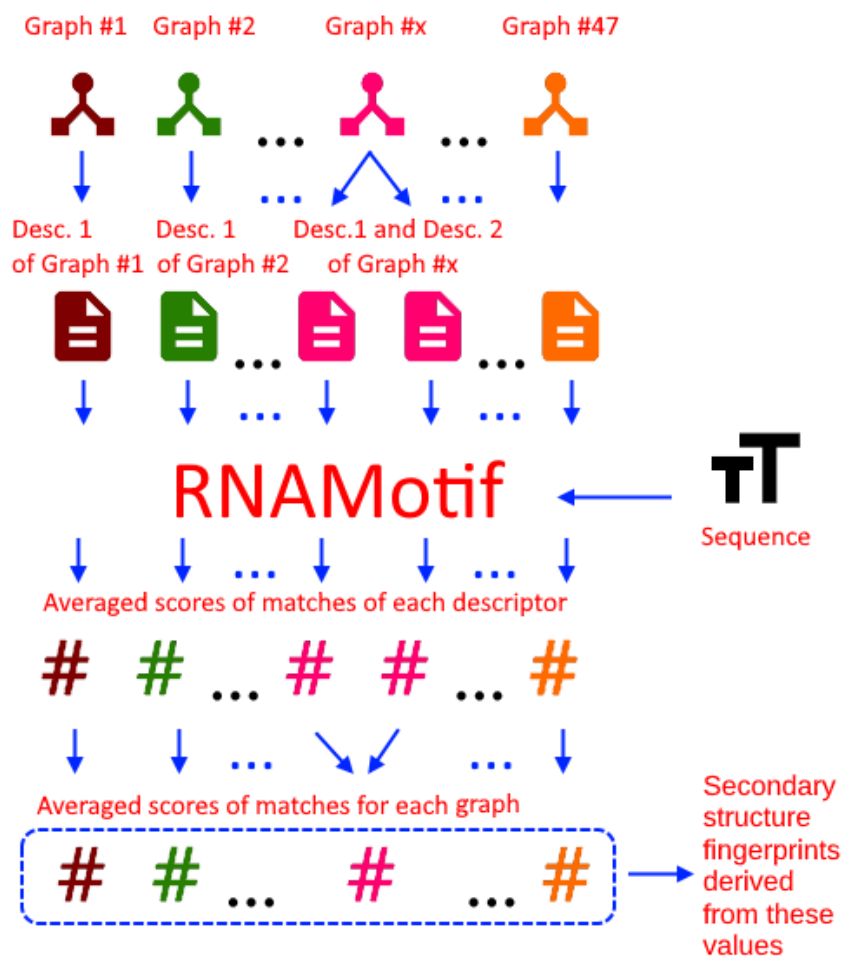 Graph #1 Graph #2 Graph #x Graph #47
Desc. 1 Desc. 1 Desc.1 and Desc. 2
of Graph #1 of Graph #2 of Graph #x
RNAMotif
TT
Sequence
Averaged scores of matches of each descriptor
# # # # #
Averaged scores of matches for each graph
# # # #
Secondary
structure
fingerprints
derived
from these
values